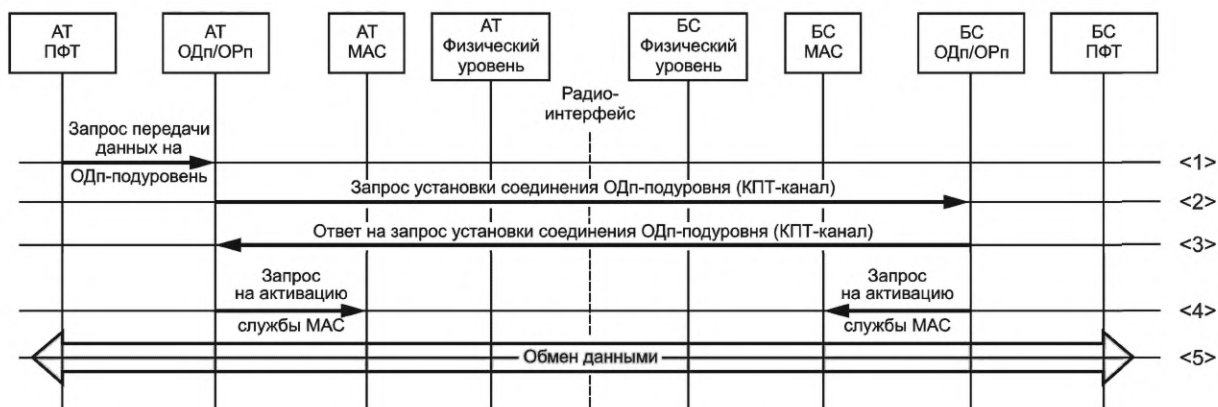 АТ
ПФТ
АТ
ОДп/ОРп
АТ
МАС
АТ
Физический
уровень
БС
Физический
уровень
БС
МАС
БС
ОДп/ОРп
БС
ПФТ
Радио-
интерфейс
Запрос передачи
данных на
ОДп-подуровень
<1>
Запрос установки соединения ОДп-подуровня (КПТ-канал)
<2>
Ответ на запрос установки соединения ОДп-подуровня (КПТ-канал)
<3>
Запрос
на активацию
службы МАС
Запрос
на активацию
службы МАС
<4>
Обмен данными
<5>